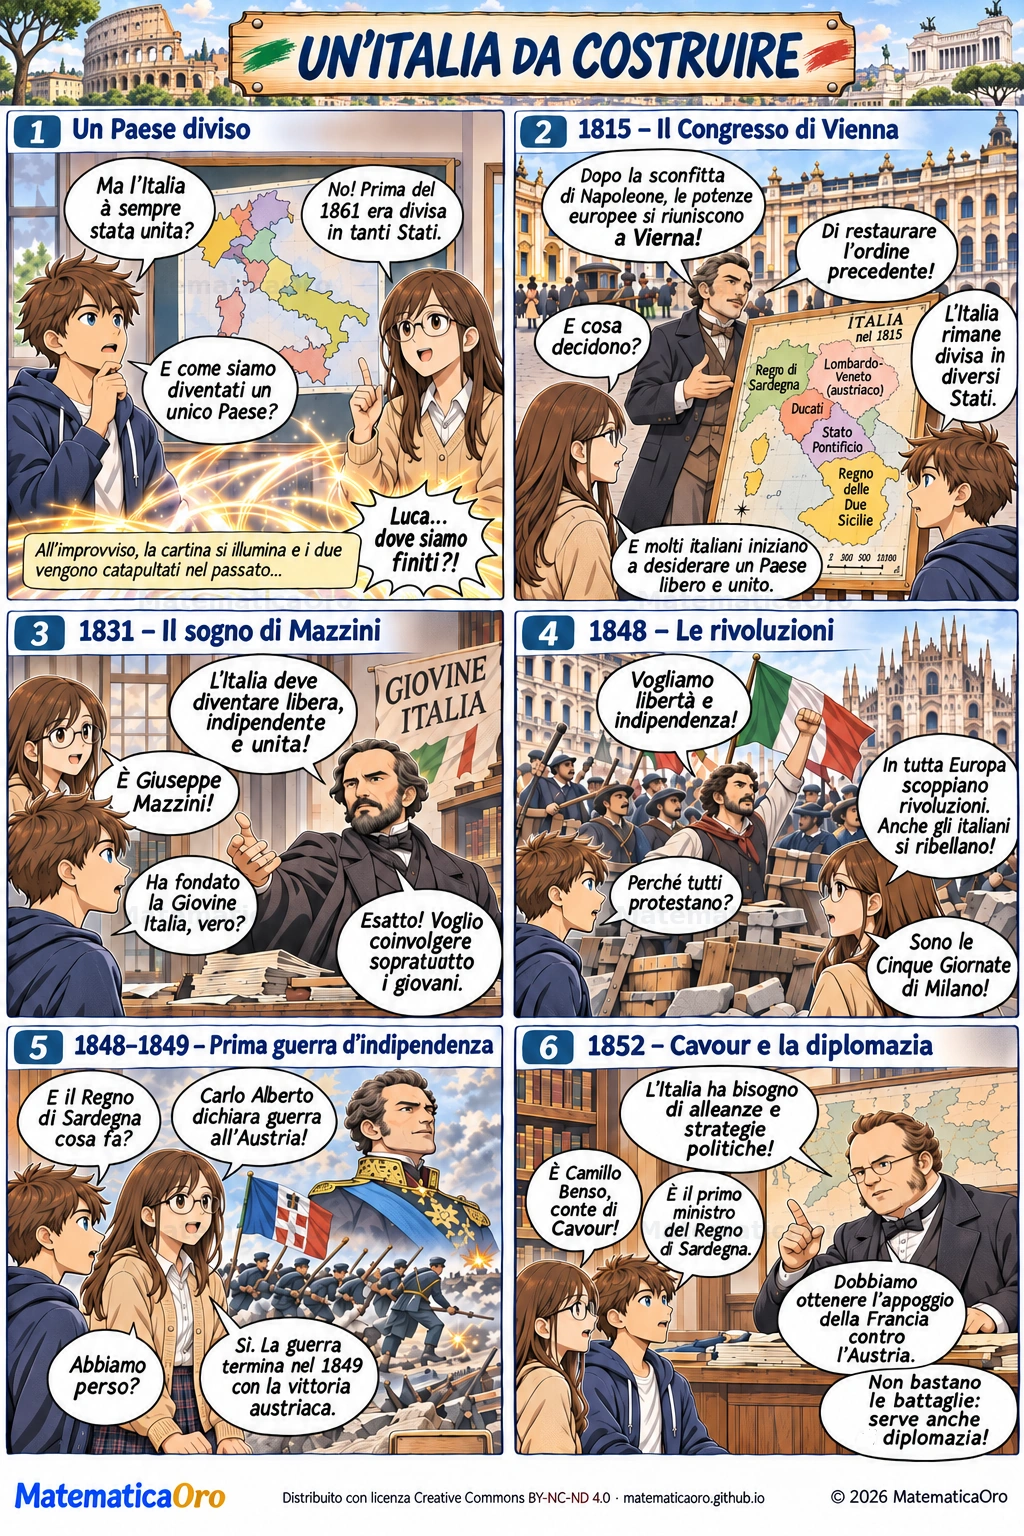 UN'ITALIA DA COSTRUIRE
1 Un Paese diviso
Ma l'Italia
à sempre
stata unita?
No! Prima del
1861 era divisa
in tanti Stati.
E come siamo
diventati un
unico Paese?
All'improvviso, la cartina si illumina e i due
vengono catapultati nel passato...
Luca...
dove siamo
finiti?!
2 1815 – Il Congresso di Vienna
Dopo la sconfitta
di Napoleone, le potenze
europee si riuniscono
a Vierna!
Di restaurare
l'ordine
precedente!
E cosa
decidono?
L'Italia
rimane
divisa in
diversi
Stati.
ITALIA
nel 1815
Regro di
Sardegna
Lombardo-
Veneto
(austriaco)
Ducati
Stato
Pontificio
Regno
delle
Due
Sicilie
E molti italiani iniziano
a desiderare un Paese
libero e unito.
3 1831 – Il sogno di Mazzini
L'Italia deve
diventare libera,
indipendente
e unita!
GIOVINE
ITALIA
È Giuseppe
Mazzini!
Ha fondato
la Giovine
Italia, vero?
Esatto! Voglio
coinvolgere
sopratuutto
i giovani.
4 1848 – Le rivoluzioni
Vogliamo
libertà e
indipendenza!
In tutta Europa
scoppiano
rivoluzioni.
Anche gli italiani
si ribellano!
Perché tutti
protestano?
Sono le
Cinque Giornate
di Milano!
5 1848–1849 – Prima guerra d'indipendenza
E il Regno
di Sardegna
cosa fa?
Carlo Alberto
dichiara guerra
all'Austria!
Abbiamo
perso?
Sì. La guerra
termina nel 1849
con la vittoria
austriaca.
6 1852 – Cavour e la diplomazia
L'Italia ha bisogno
di alleanze e
strategie
politiche!
È Camillo
Benso,
conte di
Cavour!
È il primo
ministro
del Regno
di Sardegna.
Dobbiamo
ottenere l'appoggio
della Francia
contro
l'Austria.
Non bastano
le battaglie:
serve anche
diplomazia!
MatematicaOro
Distribuito con licenza Creative Commons BY-NC-ND 4.0 · matematicaoro.github.io
© 2026 MatematicaOro